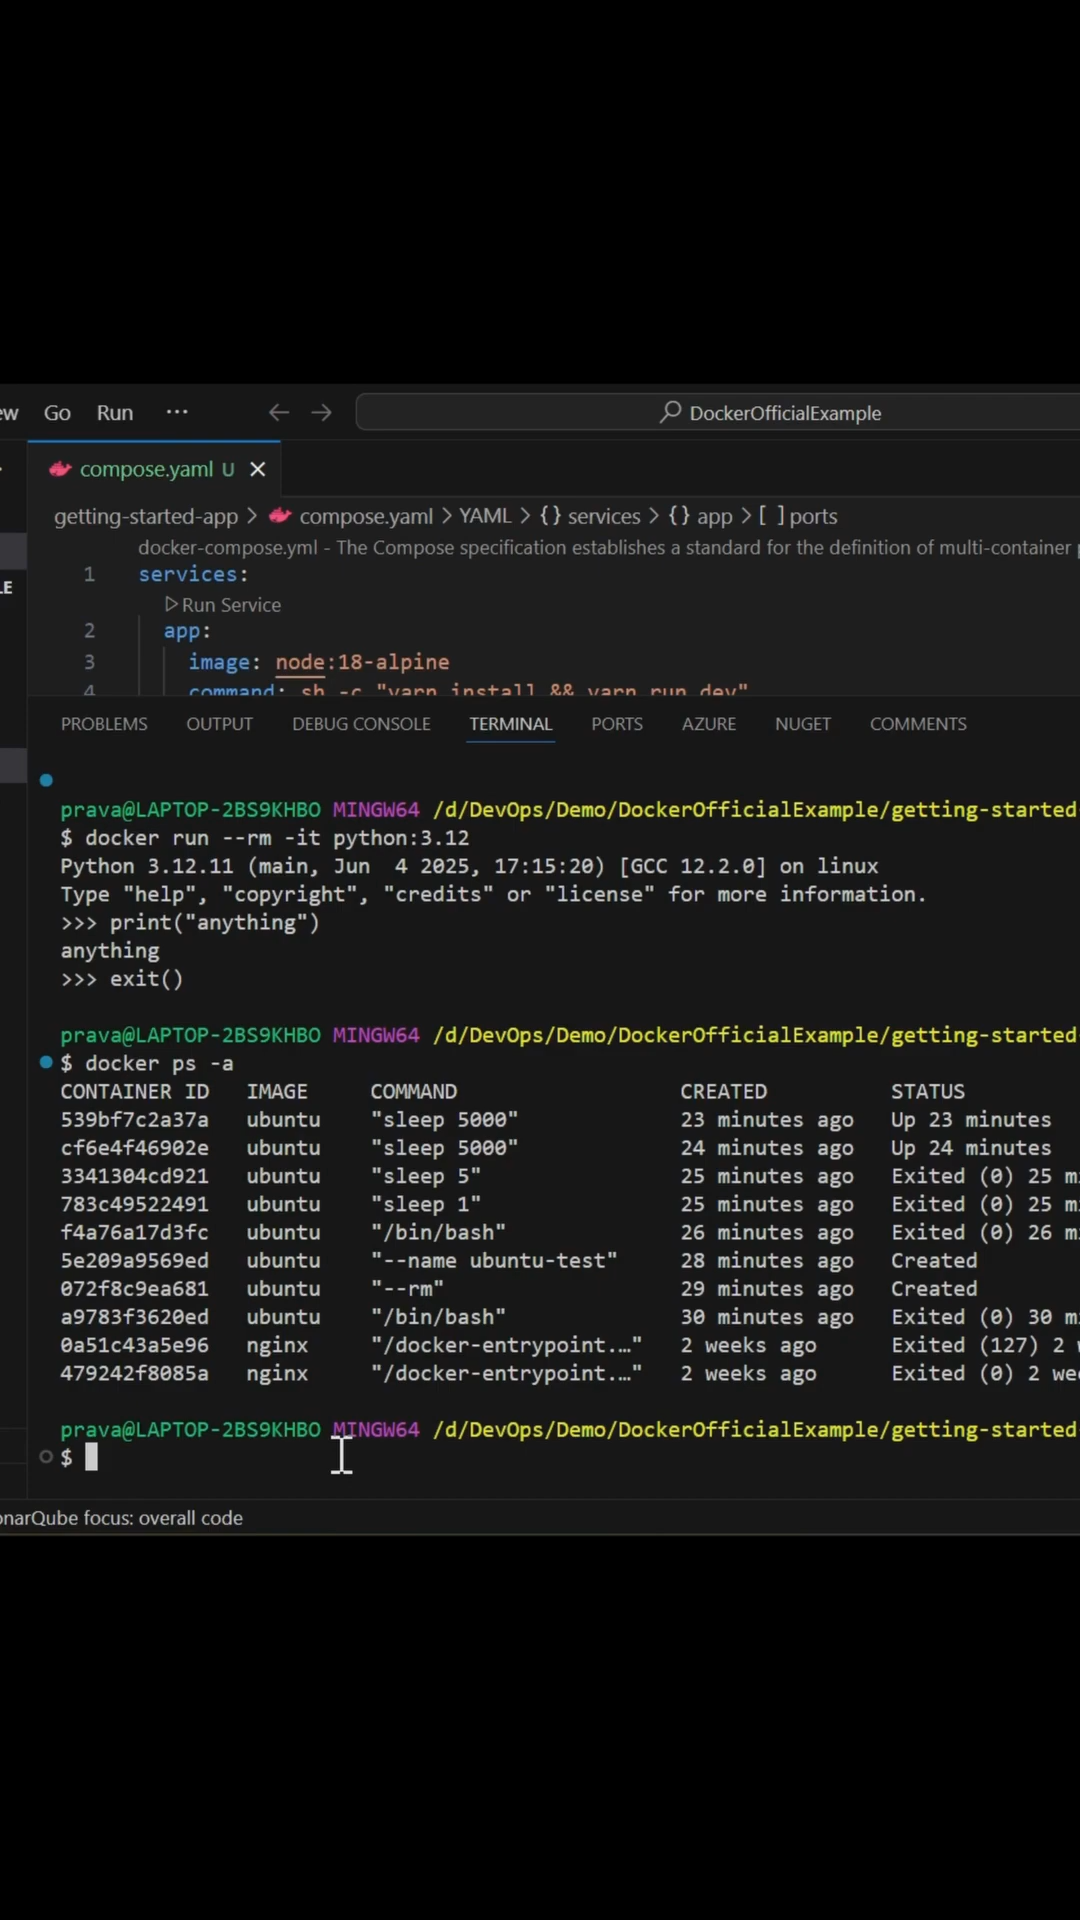 Go Run ··· ← → DockerOfficialExample
compose.yaml U ×
getting-started-app > compose.yaml > YAML > {} services > {} app > [ ] ports
docker-compose.yml - The Compose specification establishes a standard for the definition of multi-container
1 services:
▷ Run Service
2 app:
3 image: node:18-alpine
4 command: sh -c "yarn install && yarn run dev"
PROBLEMS OUTPUT DEBUG CONSOLE TERMINAL PORTS AZURE NUGET COMMENTS
prava@LAPTOP-2BS9KHBO MINGW64 /d/DevOps/Demo/DockerOfficialExample/getting-started-
$ docker run --rm -it python:3.12
Python 3.12.11 (main, Jun  4 2025, 17:15:20) [GCC 12.2.0] on linux
Type "help", "copyright", "credits" or "license" for more information.
>>> print("anything")
anything
>>> exit()
prava@LAPTOP-2BS9KHBO MINGW64 /d/DevOps/Demo/DockerOfficialExample/getting-started-
$ docker ps -a
CONTAINER ID IMAGE COMMAND CREATED STATUS
539bf7c2a37a ubuntu "sleep 5000" 23 minutes ago Up 23 minutes
cf6e4f46902e ubuntu "sleep 5000" 24 minutes ago Up 24 minutes
3341304cd921 ubuntu "sleep 5" 25 minutes ago Exited (0) 25
783c49522491 ubuntu "sleep 1" 25 minutes ago Exited (0) 25
f4a76a17d3fc ubuntu "/bin/bash" 26 minutes ago Exited (0) 26
5e209a9569ed ubuntu "--name ubuntu-test" 28 minutes ago Created
072f8c9ea681 ubuntu "--rm" 29 minutes ago Created
a9783f3620ed ubuntu "/bin/bash" 30 minutes ago Exited (0) 30
0a51c43a5e96 nginx "/docker-entrypoint.…" 2 weeks ago Exited (127) 2
479242f8085a nginx "/docker-entrypoint.…" 2 weeks ago Exited (0) 2
prava@LAPTOP-2BS9KHBO MINGW64 /d/DevOps/Demo/DockerOfficialExample/getting-started-
$
onarQube focus: overall code